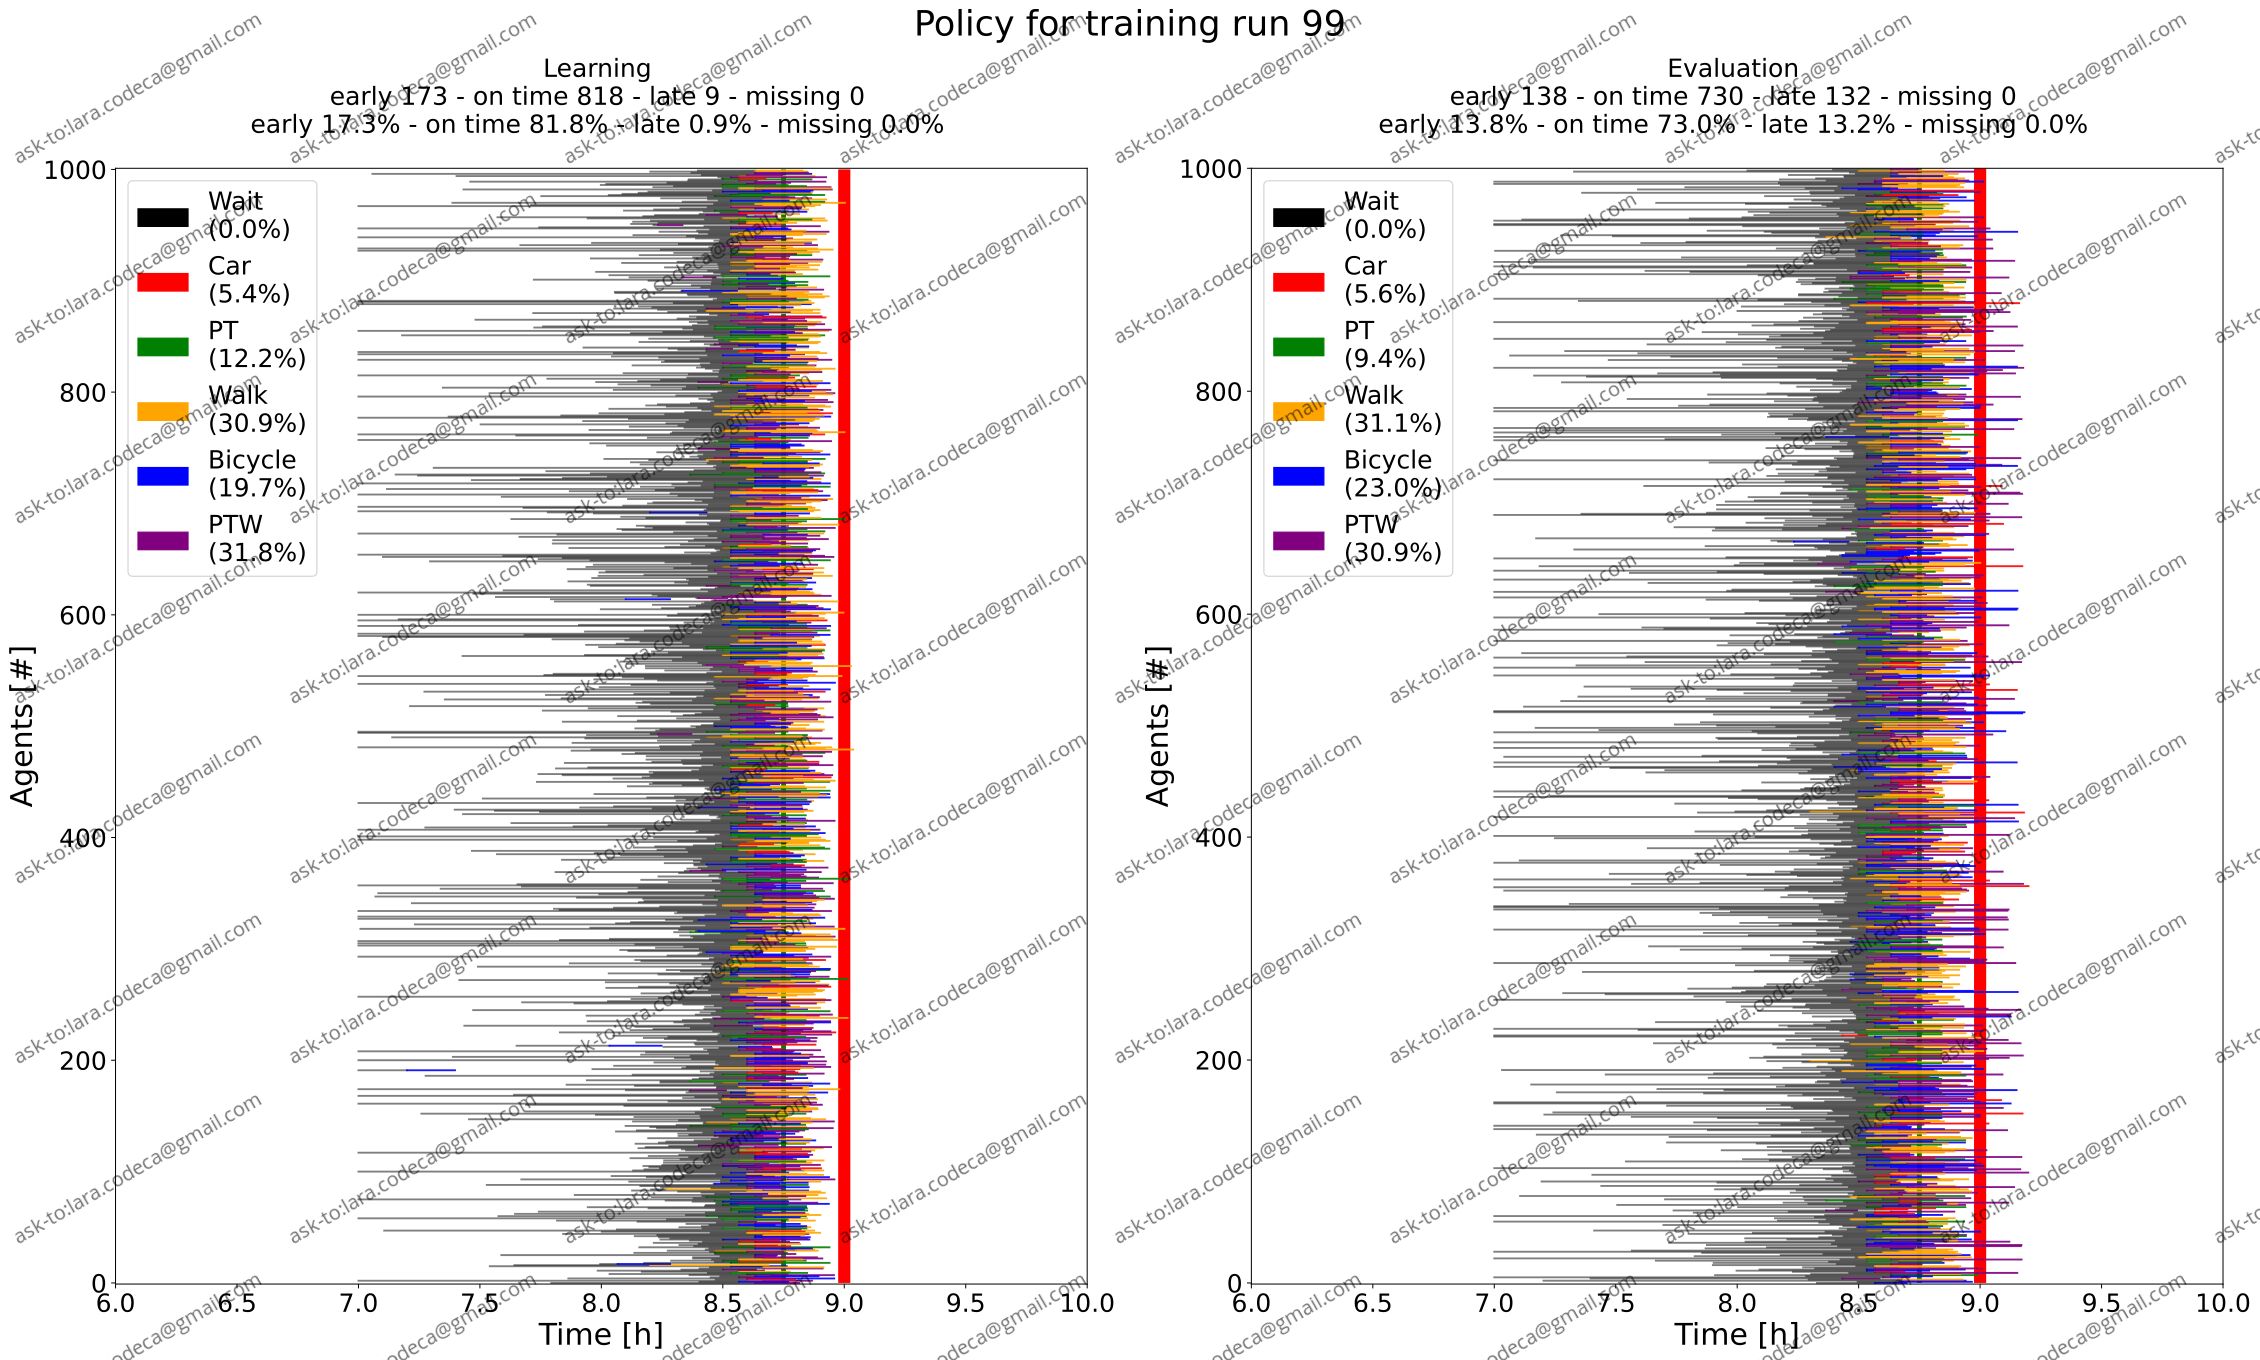 Policy for training run 99
Learning
early 173 - on time 818 - late 9 - missing 0
early 17.3% - on time 81.8% - late 0.9% - missing 0.0%
1000
800
600
400
200
0
Agents [#]
Wait
(0.0%)
Car
(5.4%)
PT
(12.2%)
Walk
(30.9%)
Bicycle
(19.7%)
PTW
(31.8%)
6.0 6.5 7.0 7.5 8.0 8.5 9.0 9.5 10.0
Time [h]
Evaluation
early 138 - on time 730 - late 132 - missing 0
early 13.8% - on time 73.0% - late 13.2% - missing 0.0%
1000
800
600
400
200
0
Agents [#]
Wait
(0.0%)
Car
(5.6%)
PT
(9.4%)
Walk
(31.1%)
Bicycle
(23.0%)
PTW
(30.9%)
6.0 6.5 7.0 7.5 8.0 8.5 9.0 9.5 10.0
Time [h]
ask-to:lara.codeca@gmail.com